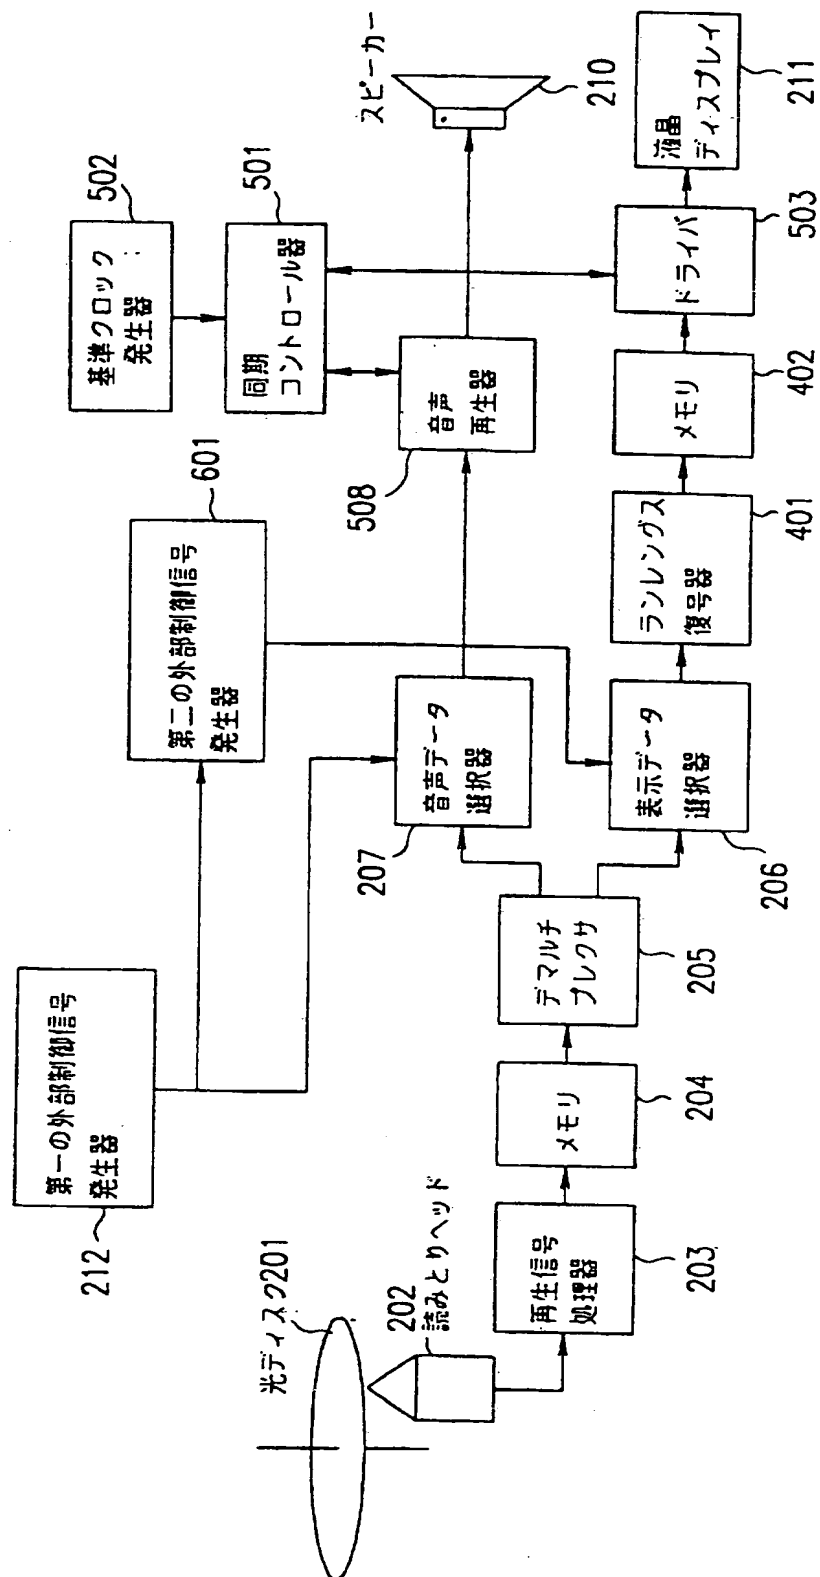 502
基準クロック
発生器
501
同期
コントロール器
スピーカー
210
第二の外部制御信号
発生器
601
508
音声
再生器
液晶
ディスプレイ
211
ドライバ
503
メモリ
402
ランレングス
復号器
401
音声データ
選択器
207
表示データ
選択器
206
デマルチ
プレクサ
205
第一の外部制御信号
発生器
212
メモリ
204
光ディスク201
202
読みとりヘッド
再生信号
処理器
203